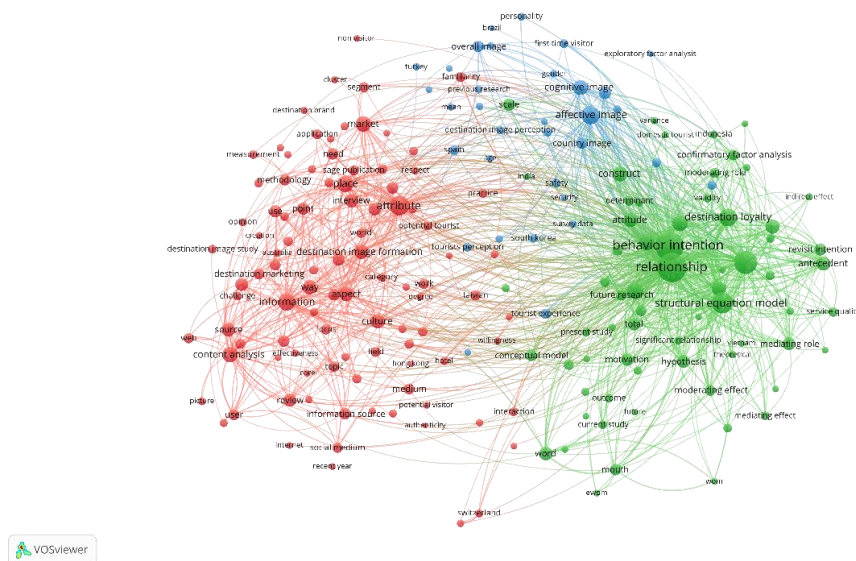 personality
brazil
non visitor
overall image
first-time visitor
exploratory factor analysis
turkey
gender
cluster
familiarity
segment
previous research
cognitive image
scale
destination brand
mean
affective image
variance
market
application
destination image perception
domestic tourist
indonesia
country image
measurement
need
spain
age
confirmatory factor analysis
sage publication
respect
india
construct
moderating role
methodology
place
safety
practice
interview
security
determinant
validity
indirect effect
use
point
attribute
opinion
potential tourist
survey data
attitude
destination loyalty
creation
world
south korea
destination image study
australia
destination image formation
tourists perception
behavior intention
revisit intention
antecedent
destination marketing
category
relationship
challenge
way
aspect
work
degree
taiwan
future research
information
structural equation model
tourist experience
service quality
source
focus
culture
total
present study
web
willingness
significant relationship
vietnam
mediating role
content analysis
effectiveness
field
conceptual model
theoretical
topic
hong kong
hotel
motivation
hypothesis
core
medium
moderating effect
picture
review
potential visitor
outcome
user
information source
interaction
future
mediating effect
authenticity
current study
internet
social medium
word
recent year
mouth
wom
ewom
switzerland
VOSviewer